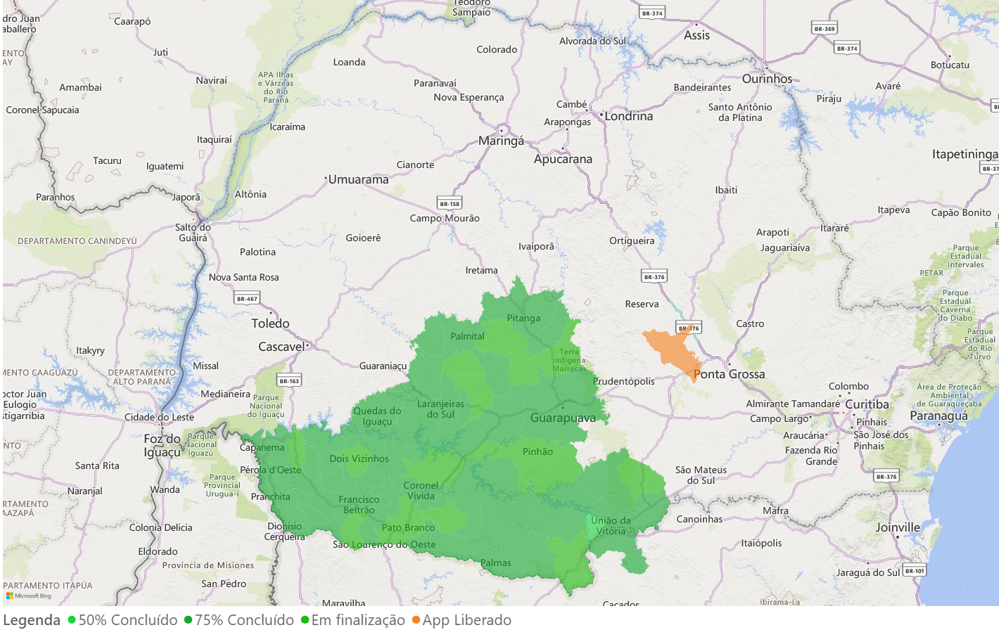 Teodoro
Sampaio
BR-374
dro Juan
aballero
Caarapó
Assis
BR-369
Alvorada do Sul
BR-374
Juti
Colorado
Loanda
Botucatu
APA Ilhas
e Várzeas
do Rio
Paraná
Naviraí
Paranavaí
Ourinhos
Amambai
Bandeirantes
Avaré
Nova Esperança
Piraju
Cambé
Coronel Sapucaia
Santo Antônio
da Platina
Londrina
Arapongas
Icaraíma
Itaquiraí
Maringá
Itapetininga
Tacuru
Apucarana
Iguatemi
Cianorte
BR-37
Umuarama
Ibaiti
Paranhos
Japorã
Altônia
BR-158
Itapeva
Capão Bonito
Campo Mourão
Salto do
Guairá
Itararé
Arapoti
Goioerê
DEPARTAMENTO CANINDEYÚ
Ortigueira
Ivaiporã
Jaguariaíva
Palotina
Parque
Estadual
Intervales
Iretama
PETAR
Nova Santa Rosa
BR-376
BR-467
Parque
Estadual
Caverna
do Diabo
Reserva
Pitanga
Toledo
Castro
BR-376
Palmital
Parque
Estadual
do Rio
Turvo
Cascavel
Itakyry
Terra
Indígena
Marrecas
Guaraniaçu
Missal
MENTO CAAGUAZÚ
DEPARTAMENTO
ALTO PARANÁ
Ponta Grossa
BR-163
Prudentópolis
Colombo
Área de Proteção
Ambiental
de Guaraqueçaba
Medianeira
octor Juan
Eulogio
stigarribia
Parque
Nacional
do Iguaçu
Laranjeiras
do Sul
Almirante Tamandaré
Curitiba
Quedas do
Iguaçu
Cidade do Leste
Guarapuava
Campo Largo
Pinhais
Paranaguá
Foz do
Iguaçu
Parque
Nacional
Iguazú
Araucária
São José dos
Pinhais
Capanema
Pinhão
Fazenda Rio
Grande
Dois Vizinhos
Santa Rita
Pérola d'Oeste
São Mateus
do Sul
BR-376
Parque
Provincial
Urugua-í
Naranjal
Wanda
Coronel
Vivida
Pranchita
Francisco
Beltrão
Mafra
Canoinhas
Colonia Delicia
Dionísio
Cerqueira
Pato Branco
União da
Vitória
Joinville
São Lourenço do Oeste
Itaiópolis
Eldorado
Palmas
Provincia de Misiones
Jaraguá do Sul
BR-101
San Pedro
PARTAMENTO ITAPÚA
Microsoft Bing
Maravilha
Caçador
Ibirama-La
Legenda 50% Concluído 75% Concluído Em finalização App Liberado